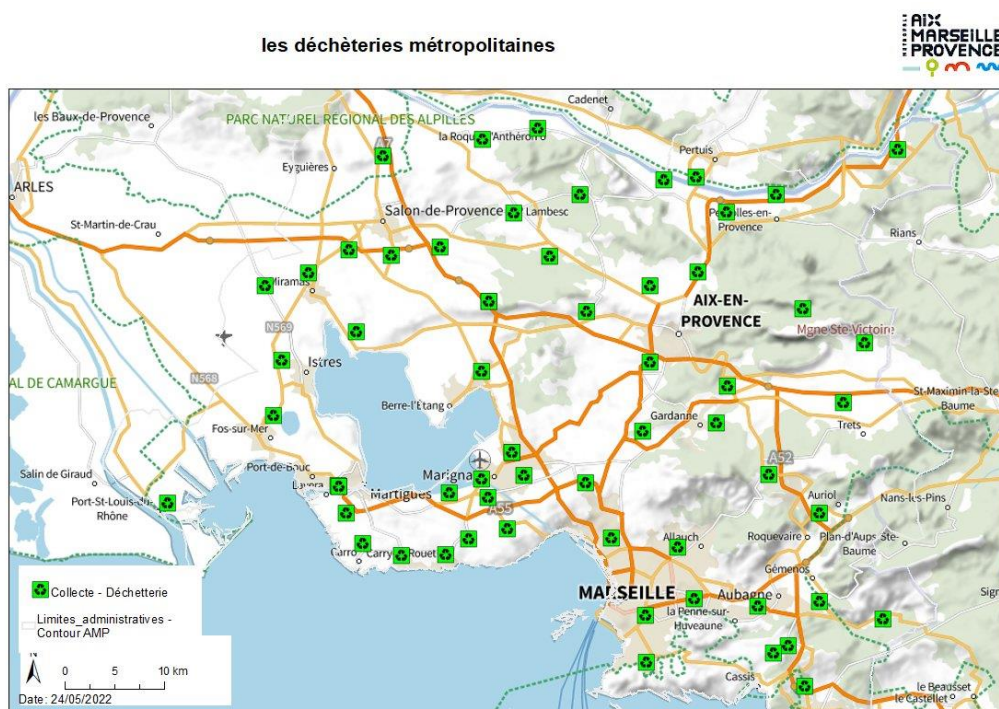 les déchèteries métropolitaines
AIX
MARSEILLE
PROVENCE
Cadenet
les Baux-de-Provence
PARC NATUREL RÉGIONAL DES ALPILLES
la Roque-d'Anthéron
A7
Pertuis
Eyguières
ARLES
Salon-de-Provence
Lambesc
Peyrolles-en-
Provence
St-Martin-de-Crau
Rians
Miramas
AIX-EN-
PROVENCE
N569
Mgne Ste-Victoire
Istres
N568
AL DE CAMARGUE
Berre-l'Étang
St-Maximin-la-Ste-
Baume
Gardanne
Trets
Fos-sur-Mer
A52
Port-de-Bouc
Marigna
Salin de Giraud
Lavéra
Martigues
Port-St-Louis-du-
Rhône
A55
Auriol
Nans-les-Pins
Roquevaire
Plan-d'Aups-Ste-
Baume
Allauch
Carro
Carry
Rouet
Gémenos
MARSEILLE
Aubagne
la Penne-sur-
Huveaune
Sign
Cassis
le Beausset
le Castellet
Collecte - Déchetterie
Limites_administratives -
Contour AMP
0 5 10 km
Date: 24/05/2022